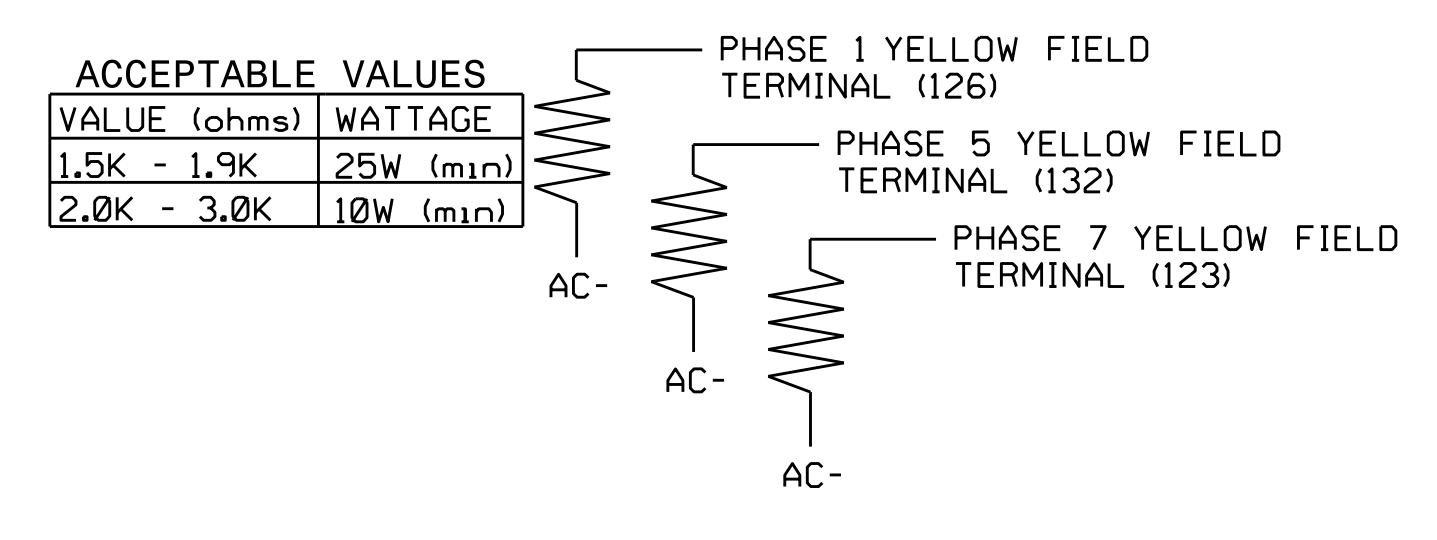 ACCEPTABLE VALUES
VALUE (ohms) WATTAGE
1.5K - 1.9K 25W (min)
2.0K - 3.0K 10W (min)
PHASE 1 YELLOW FIELD
TERMINAL (126)
AC-
PHASE 5 YELLOW FIELD
TERMINAL (132)
AC-
PHASE 7 YELLOW FIELD
TERMINAL (123)
AC-